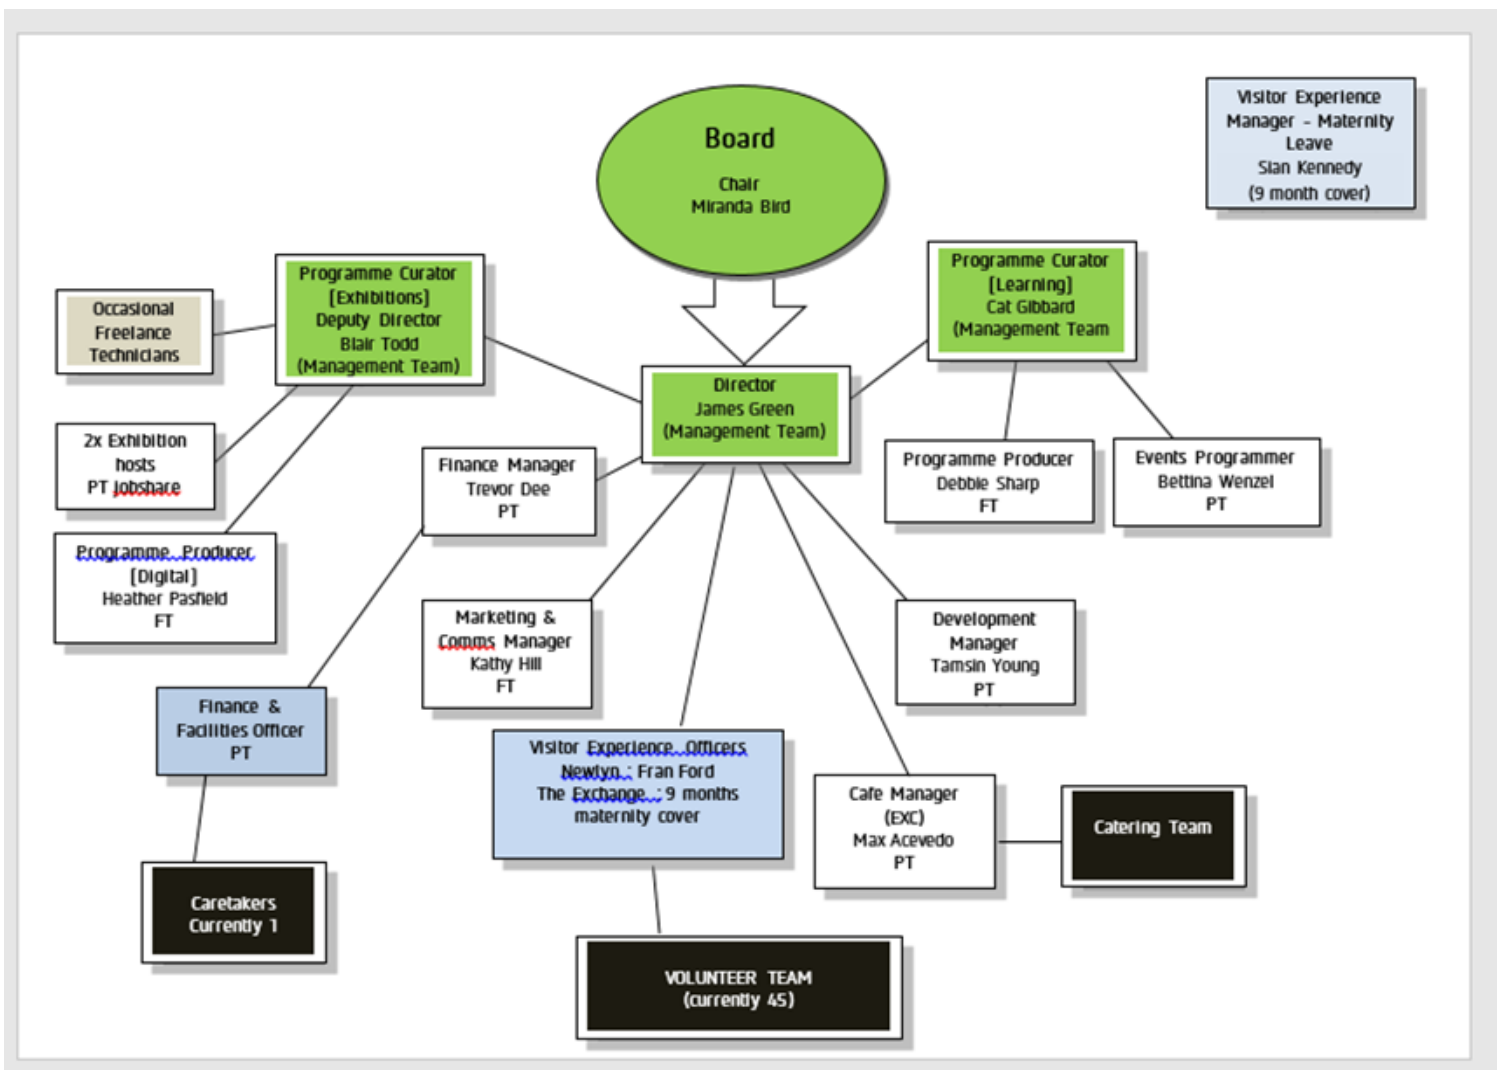 Board
Chair
Miranda Bird
Visitor Experience
Manager - Maternity
Leave
Sian Kennedy
(9 month cover)
Programme Curator
[Exhibitions]
Deputy Director
Blair Todd
(Management Team)
Programme Curator
[Learning]
Cat Gibbard
(Management Team
Occasional
Freelance
Technicians
Director
James Green
(Management Team)
2x Exhibition
hosts
PT Jobshare
Finance Manager
Trevor Dee
PT
Programme Producer
Debbie Sharp
FT
Events Programmer
Bettina Wenzel
PT
Programme Producer
[Digital]
Heather Pasfield
FT
Marketing &
Comms Manager
Kathy Hill
FT
Development
Manager
Tamsin Young
PT
Finance &
Facilities Officer
PT
Visitor Experience Officers
Newlyn : Fran Ford
The Exchange : 9 months
maternity cover
Cafe Manager
(EXC)
Max Acevedo
PT
Catering Team
Caretakers
Currently 1
VOLUNTEER TEAM
(currently 45)